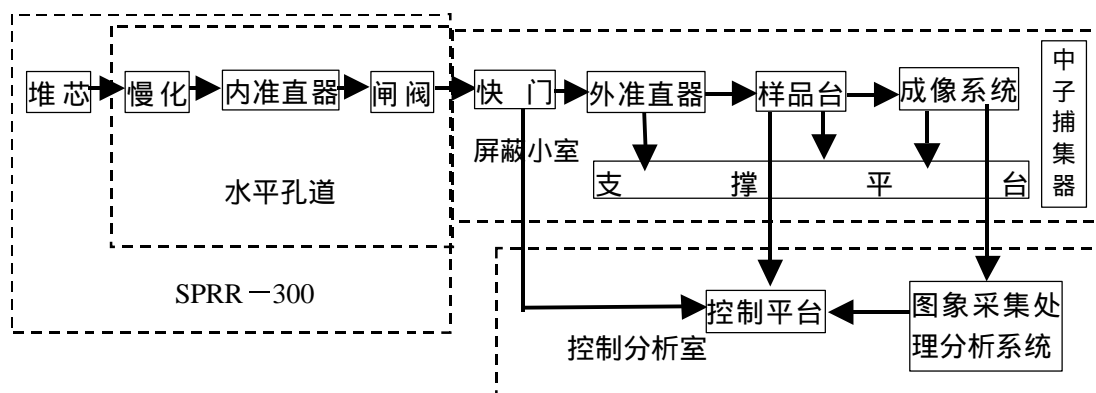 堆芯
慢化
内准直器
闸阀
快门
外准直器
样品台
成像系统
中子捕集器
屏蔽小室
支撑平台
水平孔道
SPRR－300
控制平台
图象采集处
理分析系统
控制分析室